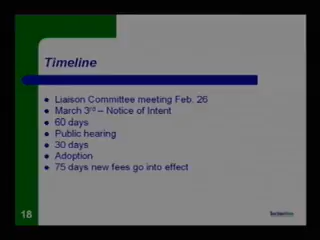 Timeline
Liaison Committee meeting Feb. 26
March 3rd – Notice of Intent
60 days
Public hearing
30 days
Adoption
75 days new fees go into effect
18